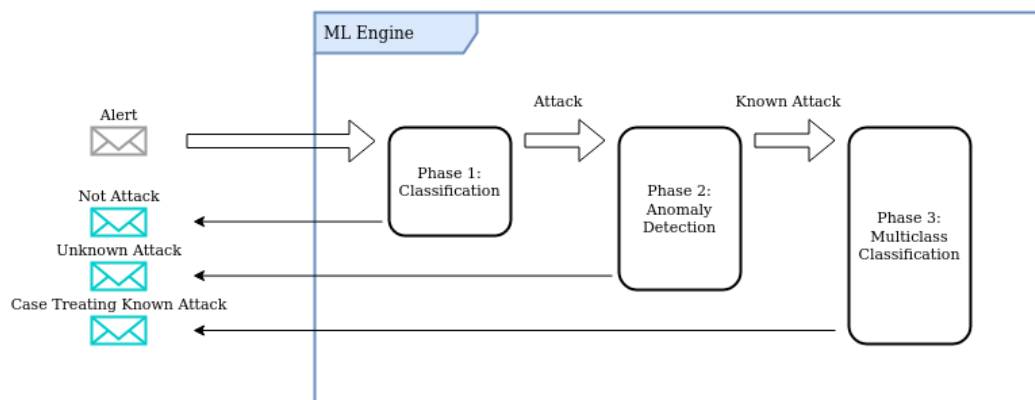 ML Engine
Alert
Attack
Known Attack
Phase 1:
Classification
Phase 2:
Anomaly
Detection
Phase 3:
Multiclass
Classification
Not Attack
Unknown Attack
Case Treating Known Attack